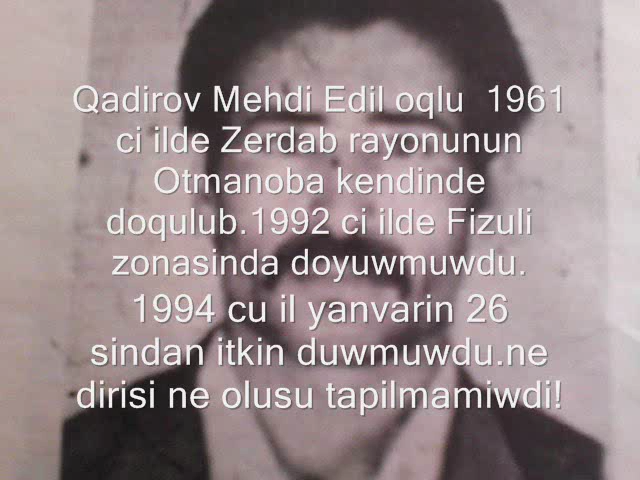 Qadirov Mehdi Edil oqlu 1961
ci ilde Zerdab rayonunun
Otmanoba kendinde
doqulub.1992 ci ilde Fizuli
zonasinda doyuwmuwdu.
1994 cu il yanvarin 26
sindan itkin duwmuwdu.ne
dirisi ne olusu tapilmamiwdi!